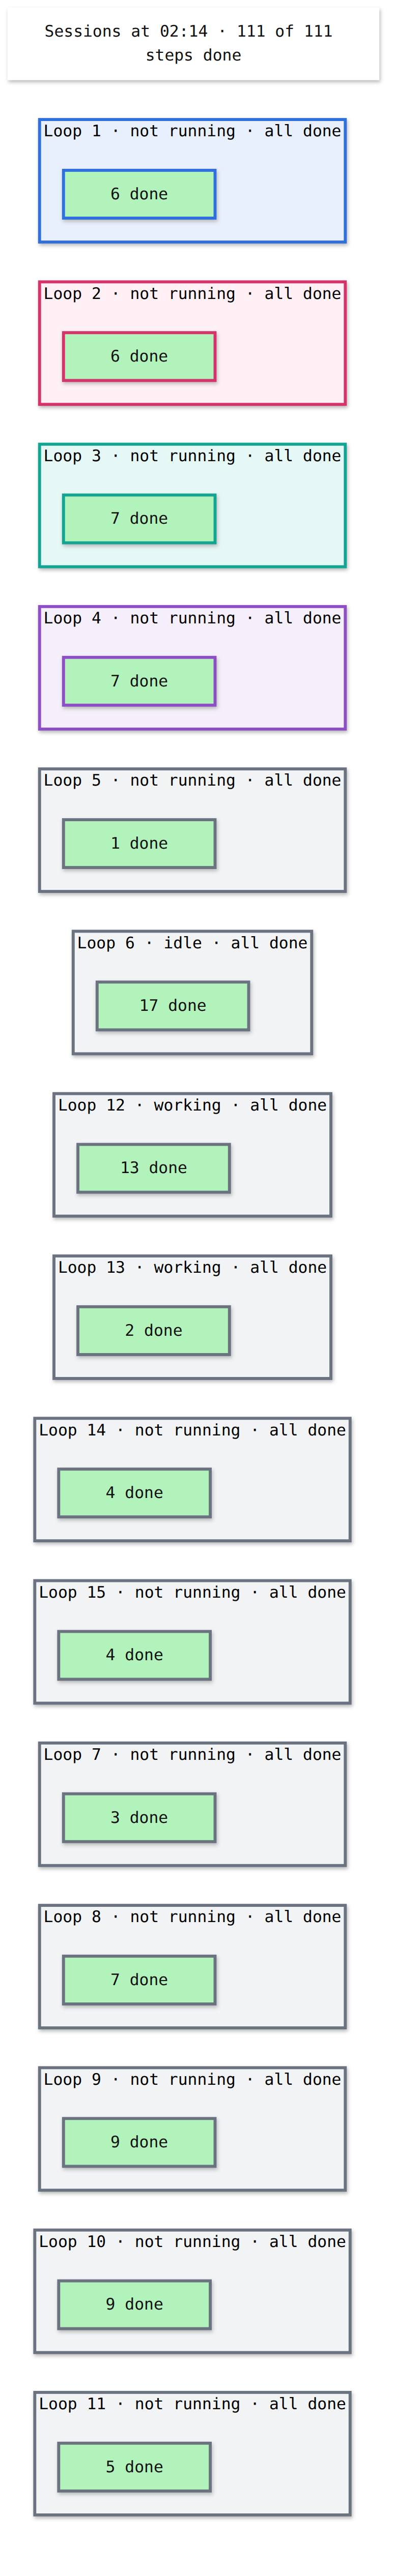 Sessions at 02:14 · 111 of 111
steps done
Loop 1 · not running · all done
6 done
Loop 2 · not running · all done
6 done
Loop 3 · not running · all done
7 done
Loop 4 · not running · all done
7 done
Loop 5 · not running · all done
1 done
Loop 6 · idle · all done
17 done
Loop 12 · working · all done
13 done
Loop 13 · working · all done
2 done
Loop 14 · not running · all done
4 done
Loop 15 · not running · all done
4 done
Loop 7 · not running · all done
3 done
Loop 8 · not running · all done
7 done
Loop 9 · not running · all done
9 done
Loop 10 · not running · all done
9 done
Loop 11 · not running · all done
5 done